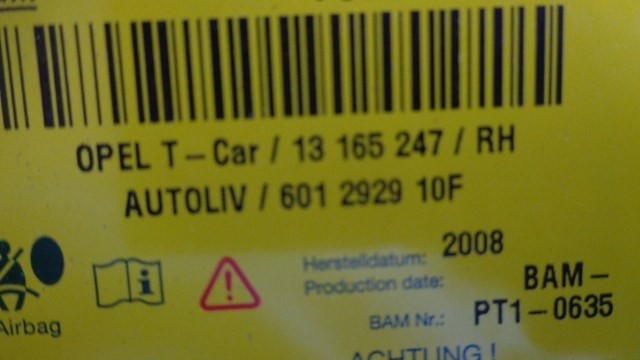 OPEL T-Car / 13 165 247 / RH
AUTOLIV / 601 2929 10F
Airbag
Herstelldatum: 2008
Production date:
BAM Nr.: BAM-
PT1-0635
ACHTUNG!